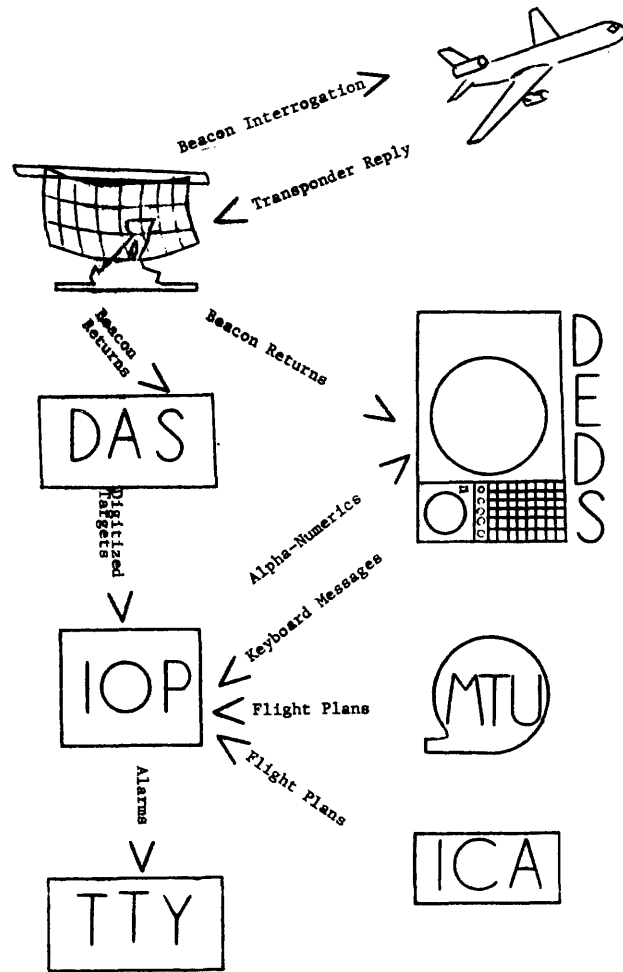 Beacon Interrogation
Transponder Reply
Beacon
Returns
Beacon Returns
DEDS
DAS
Digitized
Targets
Alpha-Numerics
Keyboard Messages
IOP
Flight Plans
MTU
Flight Plans
Alarms
ICA
TTY